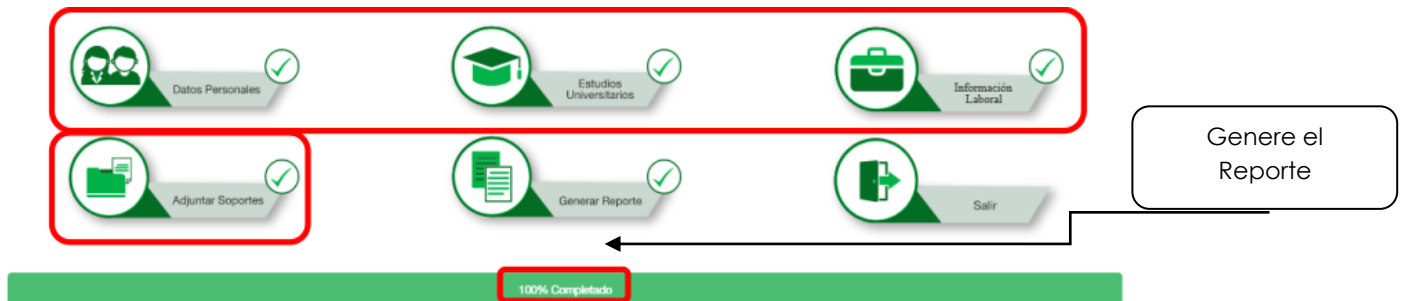 Datos Personales
Estudios
Universitarios
Información
Laboral
Adjuntar Soportes
Generar Reporte
Salir
Genere el
Reporte
100% Completado